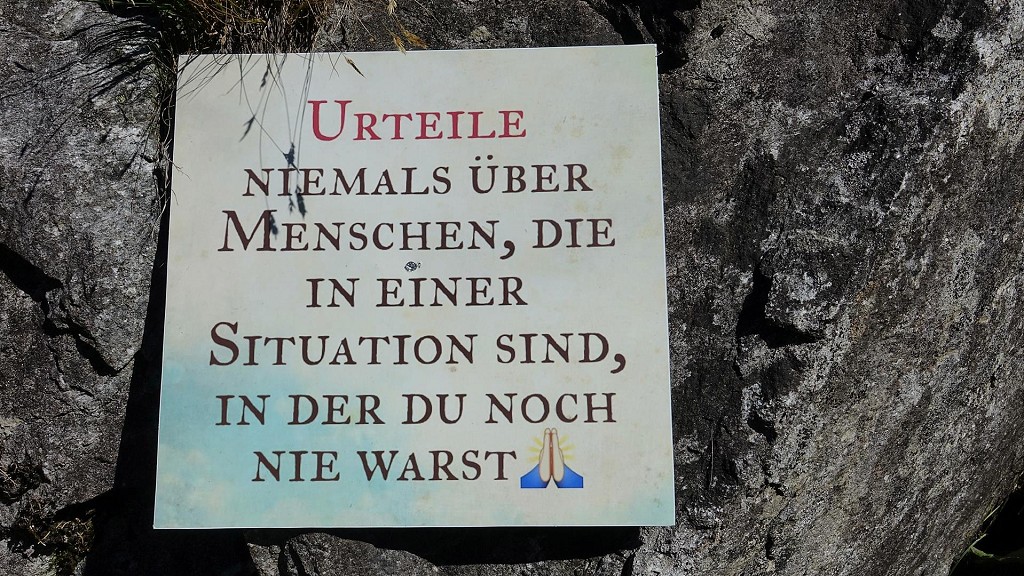 Urteile
niemals über
Menschen, die
in einer
Situation sind,
in der du noch
nie warst🙏